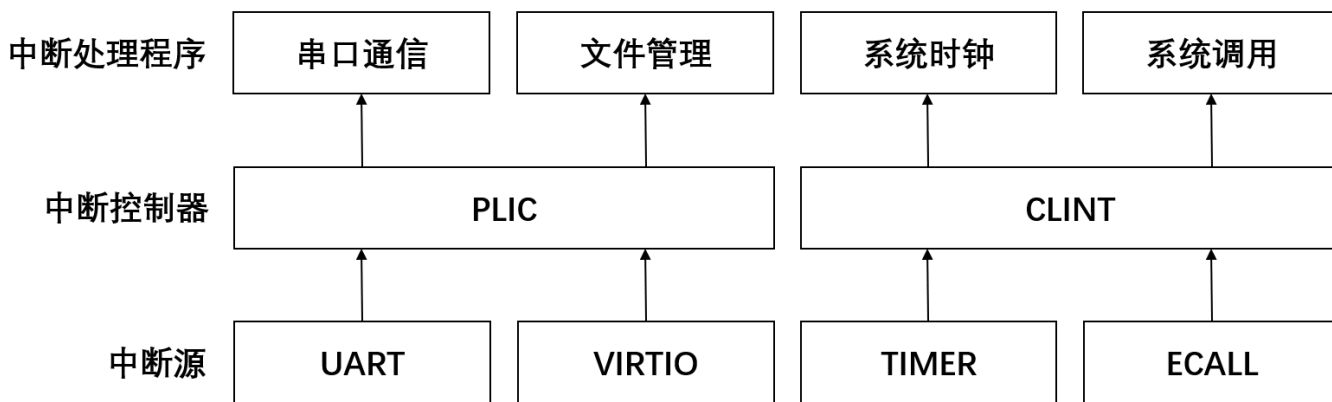 中断处理程序 串口通信 文件管理 系统时钟 系统调用
中断控制器 PLIC CLINT
中断源 UART VIRTIO TIMER ECALL